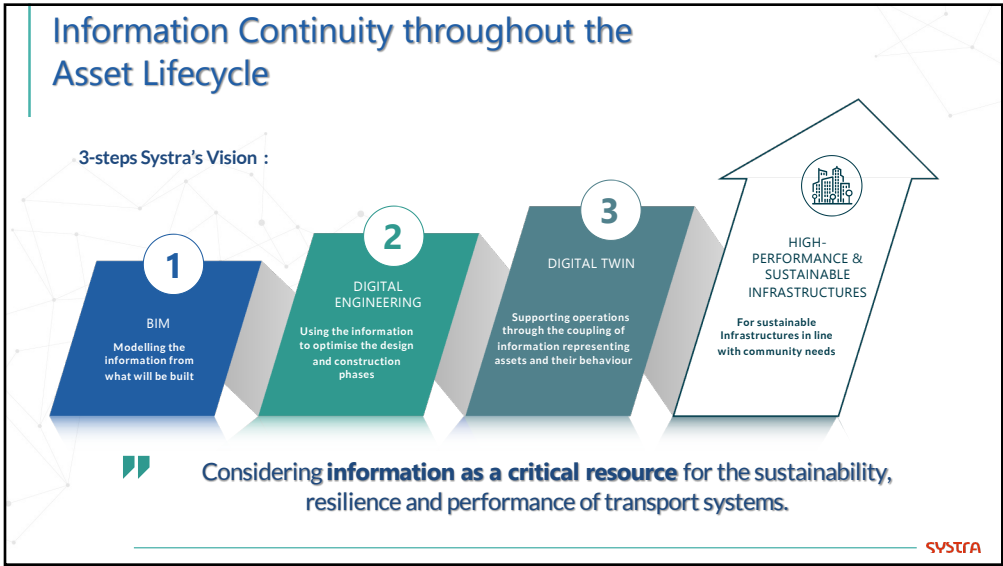 Information Continuity throughout the
Asset Lifecycle
3-steps Systra's Vision :
1
BIM
Modelling the
information from
what will be built
2
DIGITAL
ENGINEERING
Using the information
to optimise the design
and construction
phases
3
DIGITAL TWIN
Supporting operations
through the coupling of
information representing
assets and their behaviour
HIGH-
PERFORMANCE &
SUSTAINABLE
INFRASTRUCTURES
For sustainable
Infrastructures in line
with community needs
Considering information as a critical resource for the sustainability,
resilience and performance of transport systems.
SYSTRA